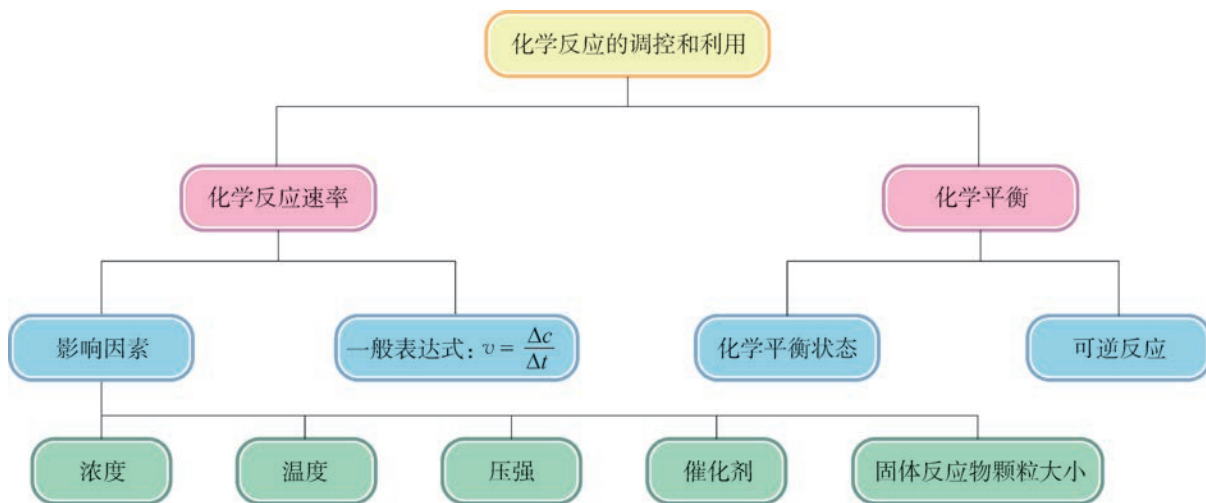 化学反应的调控和利用
化学反应速率
化学平衡
影响因素
一般表达式：v = Δc/Δt
化学平衡状态
可逆反应
浓度
温度
压强
催化剂
固体反应物颗粒大小